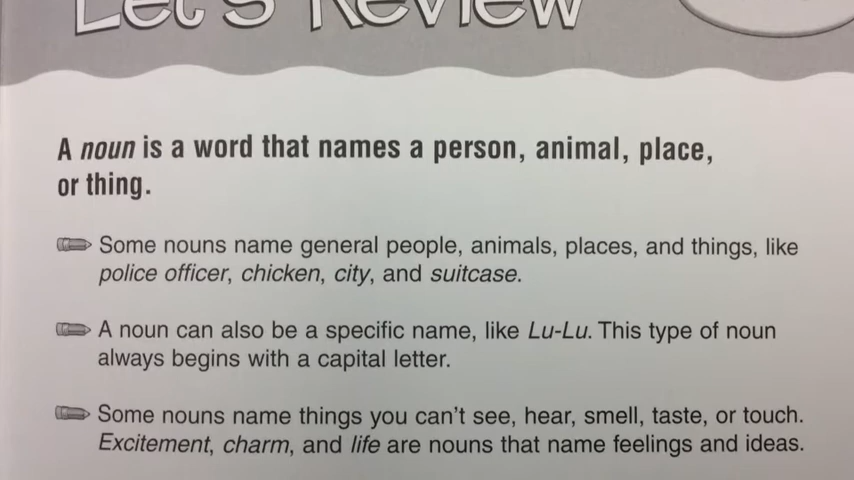 Let's Review
A noun is a word that names a person, animal, place,
or thing.
Some nouns name general people, animals, places, and things, like
police officer, chicken, city, and suitcase.
A noun can also be a specific name, like Lu-Lu. This type of noun
always begins with a capital letter.
Some nouns name things you can't see, hear, smell, taste, or touch.
Excitement, charm, and life are nouns that name feelings and ideas.